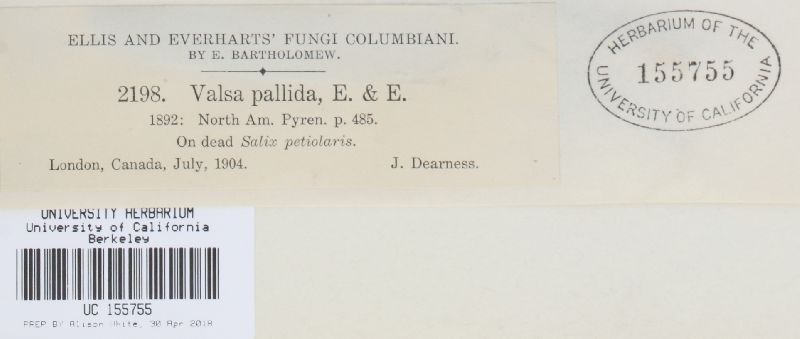 ELLIS AND EVERHARTS' FUNGI COLUMBIANI.
BY E. BARTHOLOMEW.
2198. Valsa pallida, E. & E.
1892: North Am. Pyren. p. 485.
On dead Salix petiolaris.
London, Canada, July, 1904. J. Dearness.
HERBARIUM OF THE
155755
UNIVERSITY OF CALIFORNIA
UNIVERSITY HERBARIUM
University of California
Berkeley
UC 155755
PREP BY Alison White, 30 Apr 2018